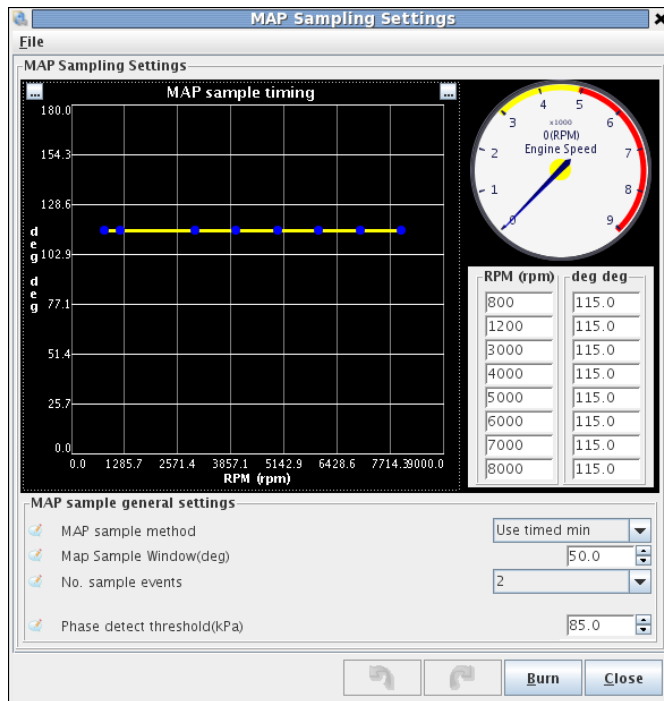 MAP Sampling Settings
File
MAP Sampling Settings
... MAP sample timing ...
180.0
154.3
128.6
102.9
77.1
51.4
25.7
0.0
deg deg
0.0 1285.7 2571.4 3857.1 5142.9 6428.6 7714.3 9000.0
RPM (rpm)
0 1 2 3 4 5 6 7 8 9
x1000
0(RPM)
Engine Speed
RPM (rpm) deg deg
800 115.0
1200 115.0
3000 115.0
4000 115.0
5000 115.0
6000 115.0
7000 115.0
8000 115.0
MAP sample general settings
MAP sample method Use timed min
Map Sample Window(deg) 50.0
No. sample events 2
Phase detect threshold(kPa) 85.0
Burn Close